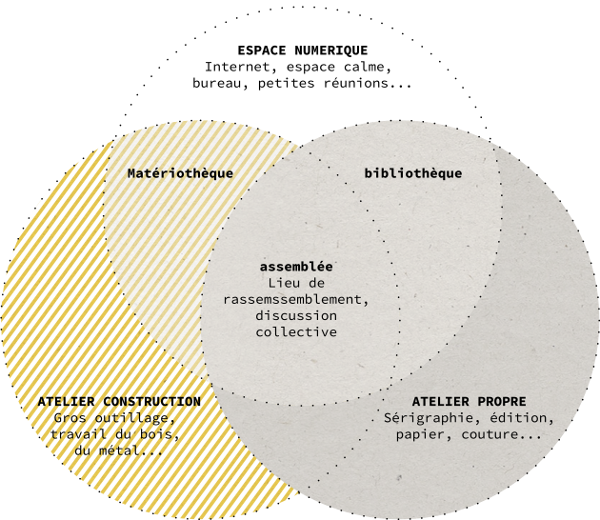 ESPACE NUMERIQUE
Internet, espace calme,
bureau, petites réunions...
Matériothèque
bibliothèque
assemblée
Lieu de
rassemssemblement,
discussion
collective
ATELIER CONSTRUCTION
Gros outillage,
travail du bois,
du métal...
ATELIER PROPRE
Sérigraphie, édition,
papier, couture...